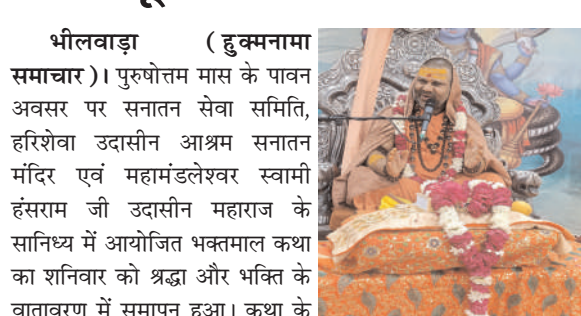 भीलवाड़ा (हुक्मनामा
समाचार)। पुरुषोत्तम मास के पावन
अवसर पर सनातन सेवा समिति,
हरिशेवा उदासीन आश्रम सनातन
मंदिर एवं महामंडलेश्वर स्वामी
हंसराम जी उदासीन महाराज के
सानिध्य में आयोजित भक्तमाल कथा
का शनिवार को श्रद्धा और भक्ति के
वातावरण में समापन हुआ। कथा के